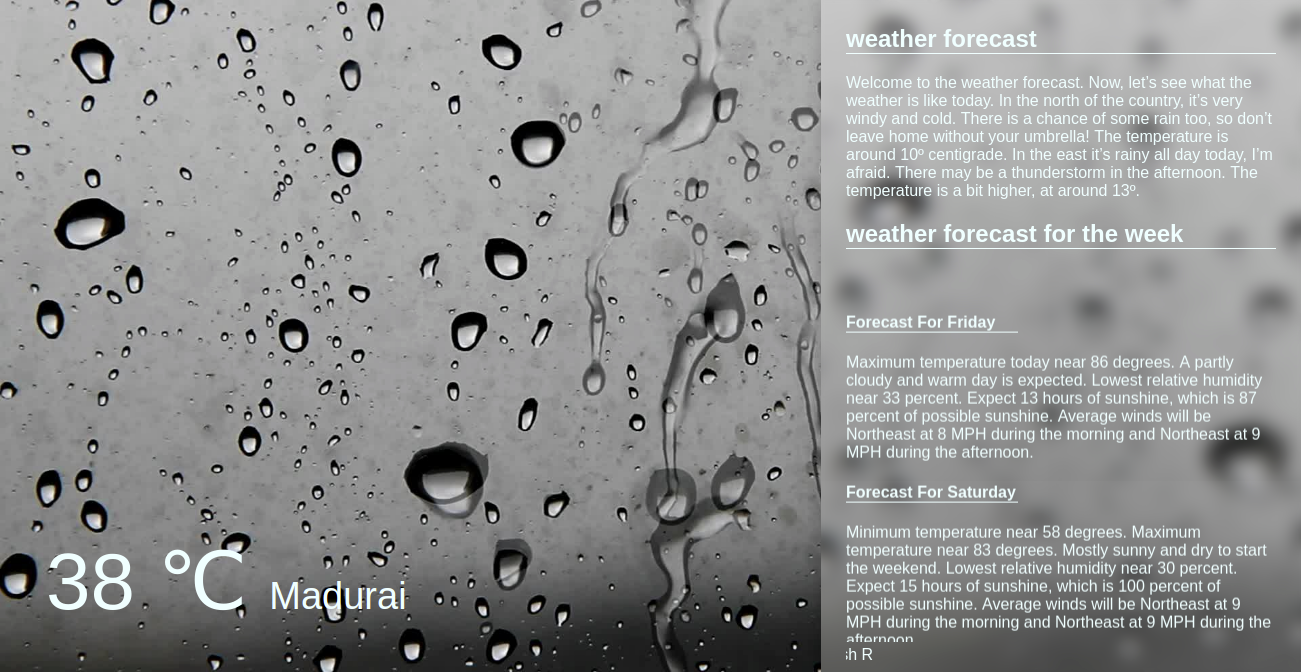 38 ℃ Madurai
weather forecast
Welcome to the weather forecast. Now, let’s see what the
weather is like today. In the north of the country, it’s very
windy and cold. There is a chance of some rain too, so don’t
leave home without your umbrella! The temperature is
around 10º centigrade. In the east it’s rainy all day today, I’m
afraid. There may be a thunderstorm in the afternoon. The
temperature is a bit higher, at around 13º.
weather forecast for the week
Forecast For Friday
Maximum temperature today near 86 degrees. A partly
cloudy and warm day is expected. Lowest relative humidity
near 33 percent. Expect 13 hours of sunshine, which is 87
percent of possible sunshine. Average winds will be
Northeast at 8 MPH during the morning and Northeast at 9
MPH during the afternoon.
Forecast For Saturday
Minimum temperature near 58 degrees. Maximum
temperature near 83 degrees. Mostly sunny and dry to start
the weekend. Lowest relative humidity near 30 percent.
Expect 15 hours of sunshine, which is 100 percent of
possible sunshine. Average winds will be Northeast at 9
MPH during the morning and Northeast at 9 MPH during the
afternoon
sh R